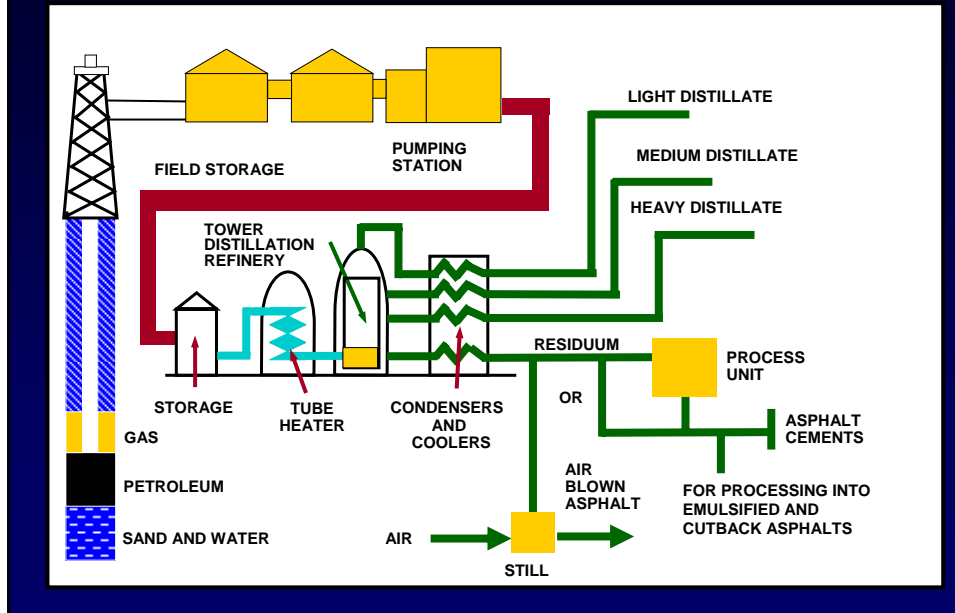 LIGHT DISTILLATE
PUMPING
STATION
MEDIUM DISTILLATE
FIELD STORAGE
HEAVY DISTILLATE
TOWER
DISTILLATION
REFINERY
RESIDUUM
PROCESS
UNIT
STORAGE
TUBE
HEATER
CONDENSERS
AND
COOLERS
OR
ASPHALT
CEMENTS
GAS
PETROLEUM
AIR
BLOWN
ASPHALT
FOR PROCESSING INTO
EMULSIFIED AND
CUTBACK ASPHALTS
SAND AND WATER
AIR
STILL